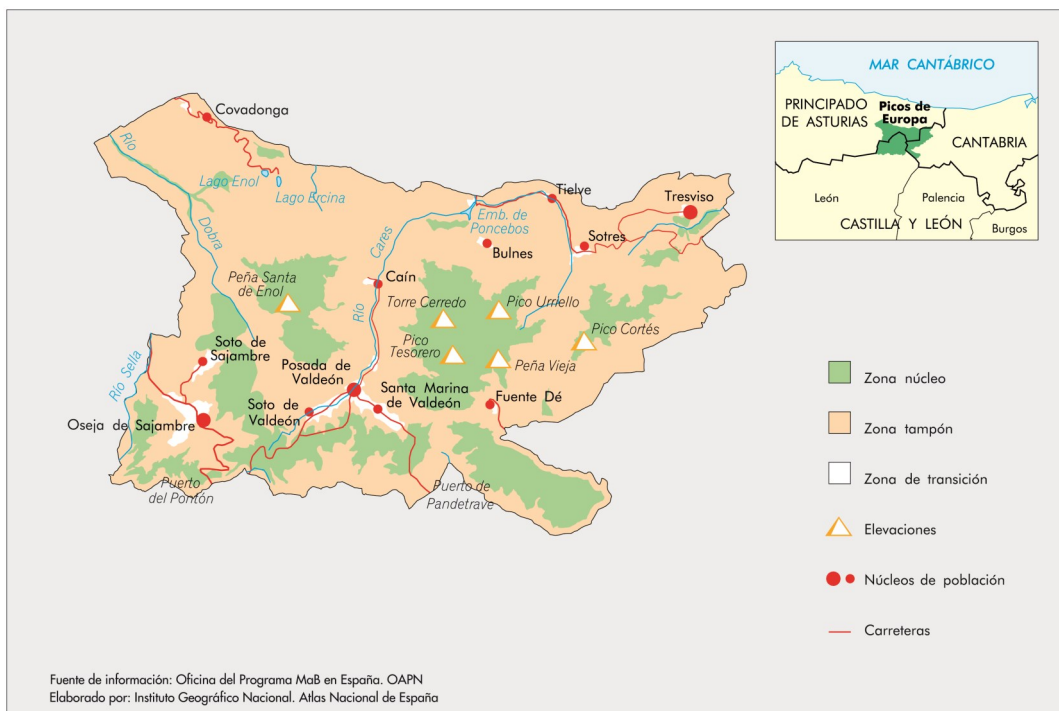 Covadonga
Río
Dobra
Lago Enol
Lago Ercina
Emb. de
Poncebos
Tielve
Tresviso
Sotres
Bulnes
Río
Cares
Caín
Peña Santa
de Enol
Torre Cerredo
Pico Urriello
Pico Cortés
Pico
Tesorero
Peña Vieja
Río Sella
Soto de
Sajambre
Posada de
Valdeón
Santa Marina
de Valdeón
Fuente Dé
Soto de
Valdeón
Oseja de Sajambre
Puerto
del Pontón
Puerto de
Pandetrave
MAR CANTÁBRICO
PRINCIPADO
DE ASTURIAS
Picos de
Europa
CANTABRIA
León
Palencia
CASTILLA Y LEÓN
Burgos
Zona núcleo
Zona tampón
Zona de transición
Elevaciones
Núcleos de población
Carreteras
Fuente de información: Oficina del Programa MaB en España. OAPN
Elaborado por: Instituto Geográfico Nacional. Atlas Nacional de España